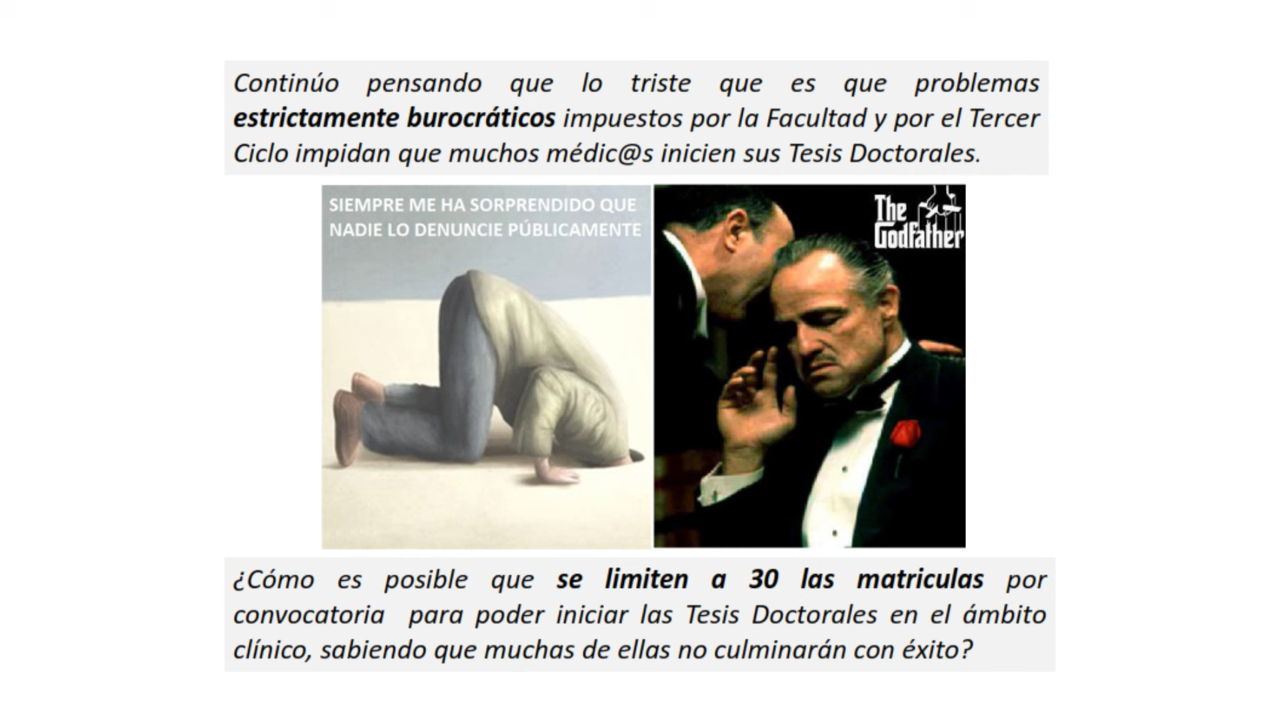 Continúo pensando que lo triste que es que problemas
estrictamente burocráticos impuestos por la Facultad y por el Tercer
Ciclo impidan que muchos médic@s inicien sus Tesis Doctorales.
SIEMPRE ME HA SORPRENDIDO QUE
NADIE LO DENUNCIE PÚBLICAMENTE
The
Godfather
¿Cómo es posible que se limiten a 30 las matriculas por
convocatoria para poder iniciar las Tesis Doctorales en el ámbito
clínico, sabiendo que muchas de ellas no culminarán con éxito?